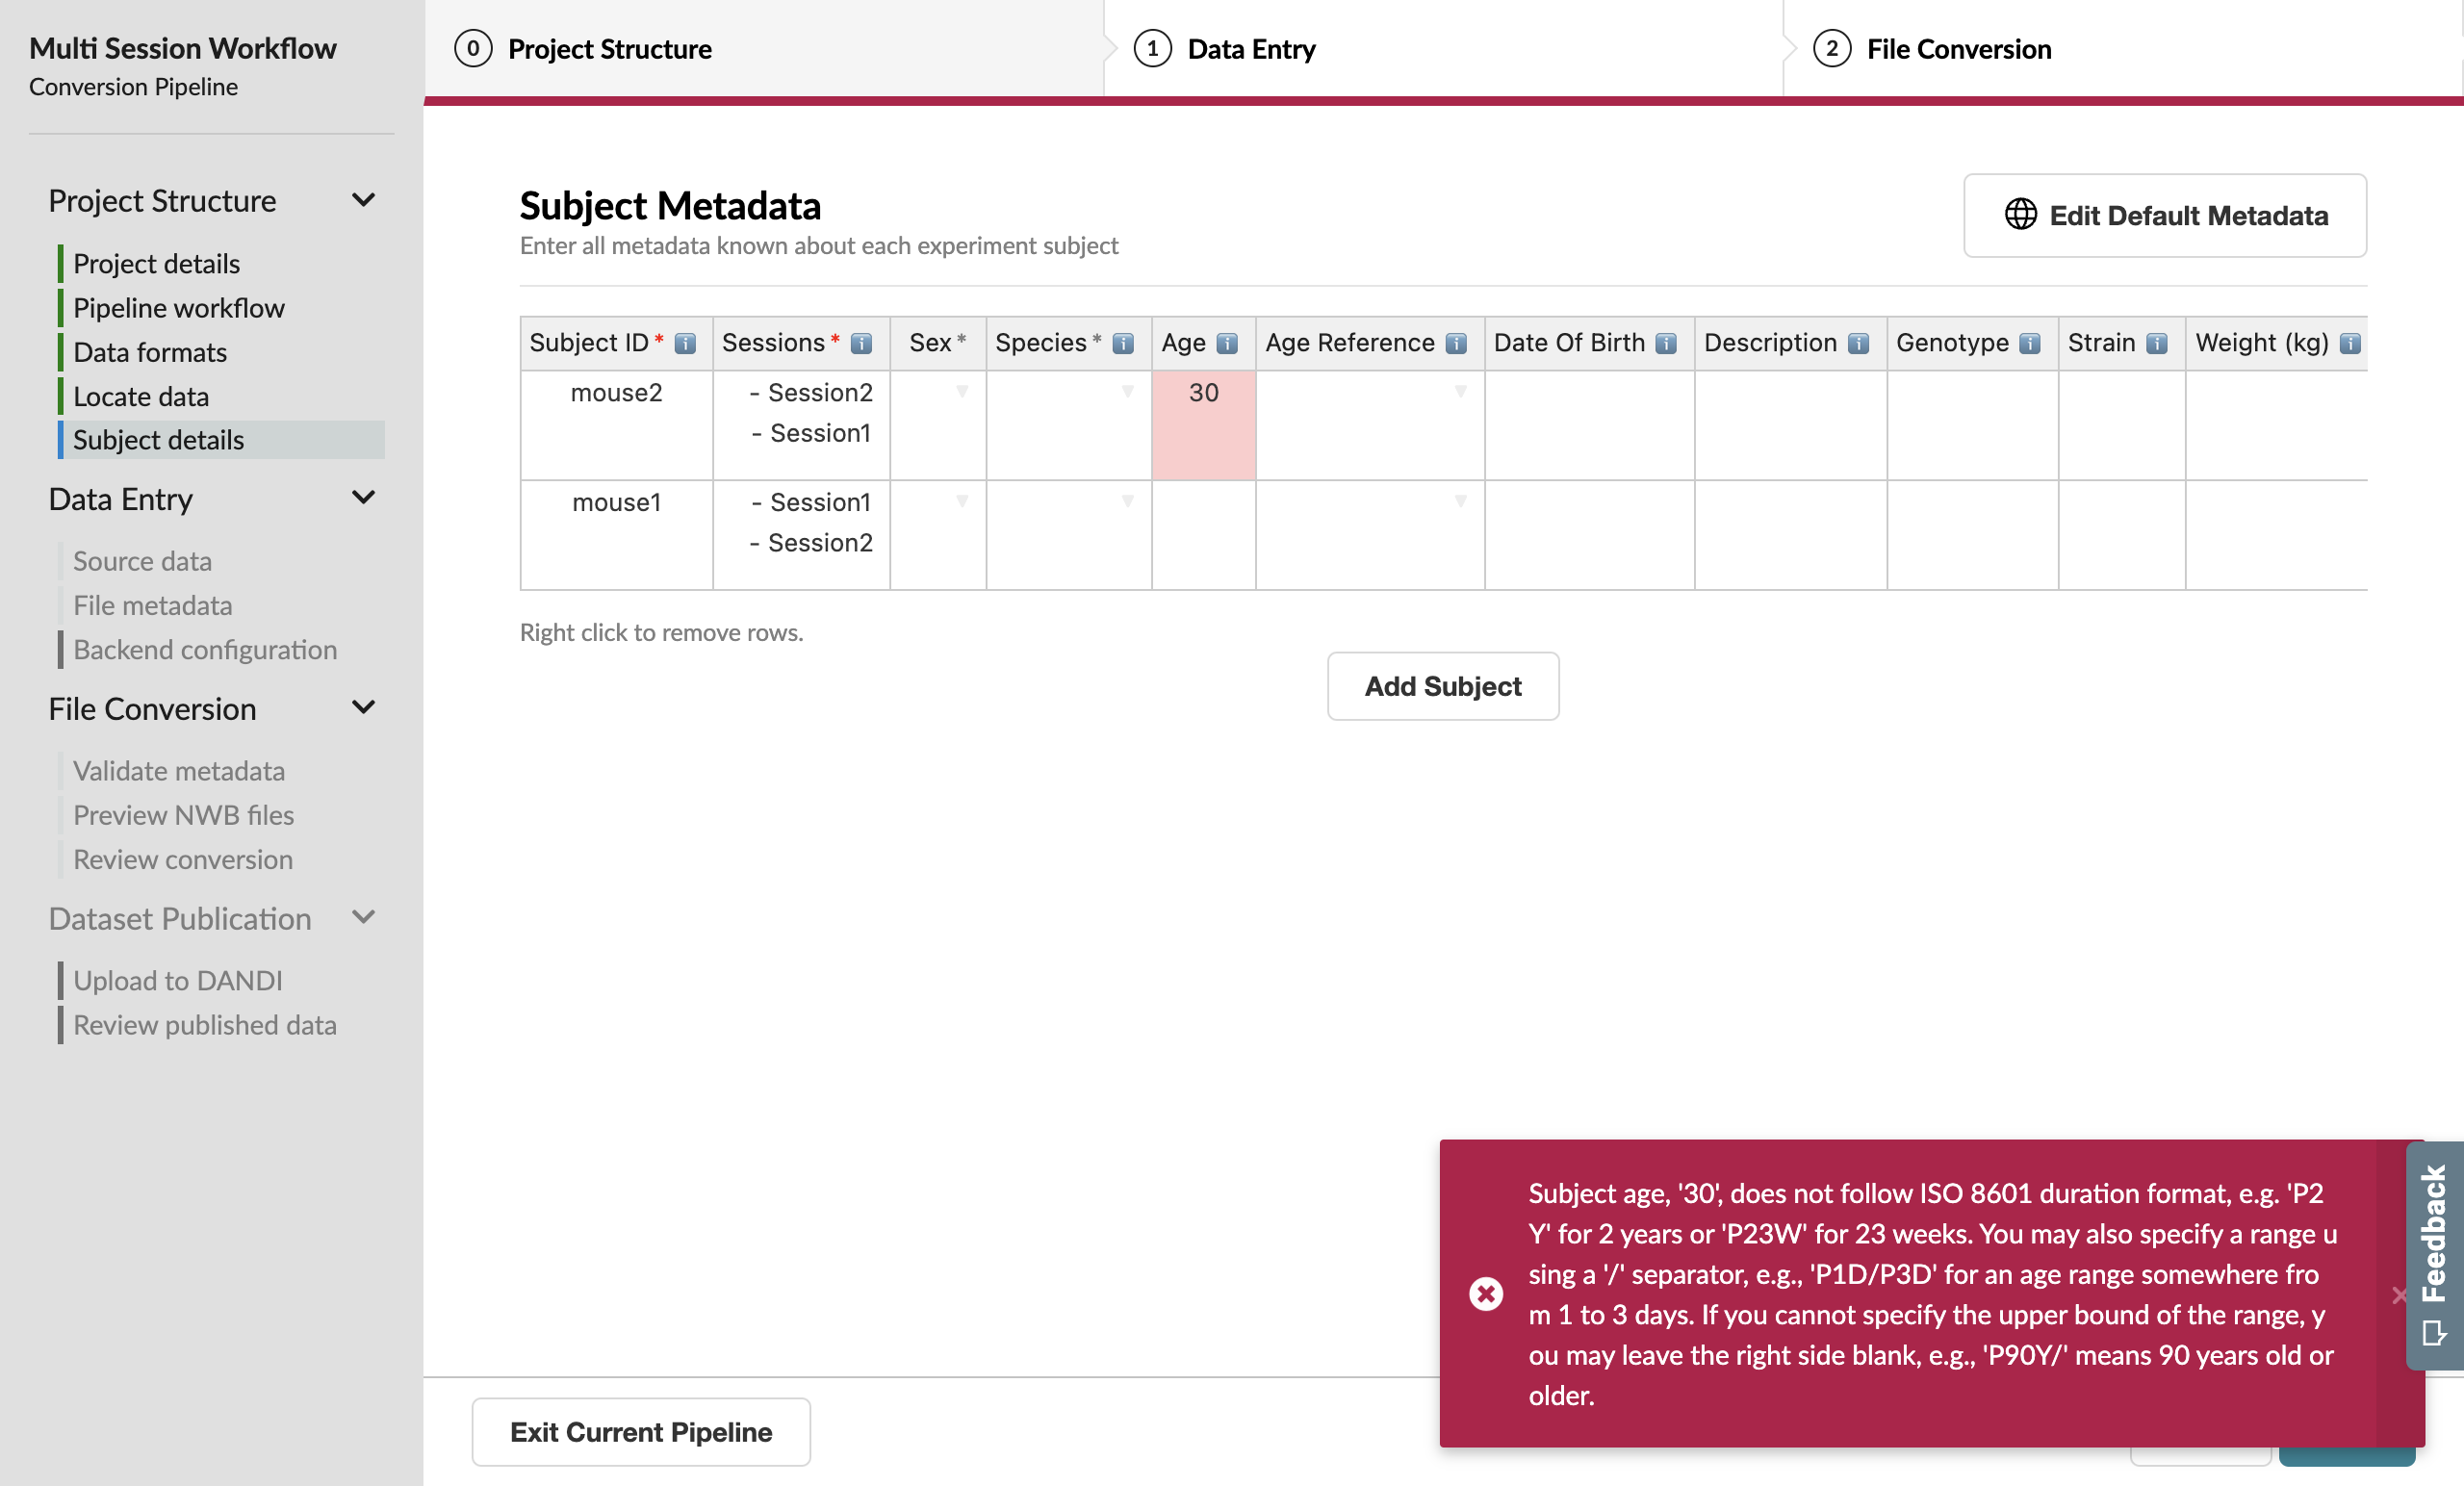 Multi Session Workflow
Conversion Pipeline
Project Structure
Project details
Pipeline workflow
Data formats
Locate data
Subject details
Data Entry
Source data
File metadata
Backend configuration
File Conversion
Validate metadata
Preview NWB files
Review conversion
Dataset Publication
Upload to DANDI
Review published data
0 Project Structure
1 Data Entry
2 File Conversion
Subject Metadata
Enter all metadata known about each experiment subject
Edit Default Metadata
Subject ID* i Sessions* i Sex* Species* i Age i Age Reference i Date Of Birth i Description i Genotype i Strain i Weight (kg) i
mouse2 - Session2 30
- Session1
mouse1 - Session1
- Session2
Right click to remove rows.
Add Subject
Subject age, '30', does not follow ISO 8601 duration format, e.g. 'P2
Y' for 2 years or 'P23W' for 23 weeks. You may also specify a range u
sing a '/' separator, e.g., 'P1D/P3D' for an age range somewhere fro
m 1 to 3 days. If you cannot specify the upper bound of the range, y
ou may leave the right side blank, e.g., 'P90Y/' means 90 years old or
older.
Feedback
Exit Current Pipeline